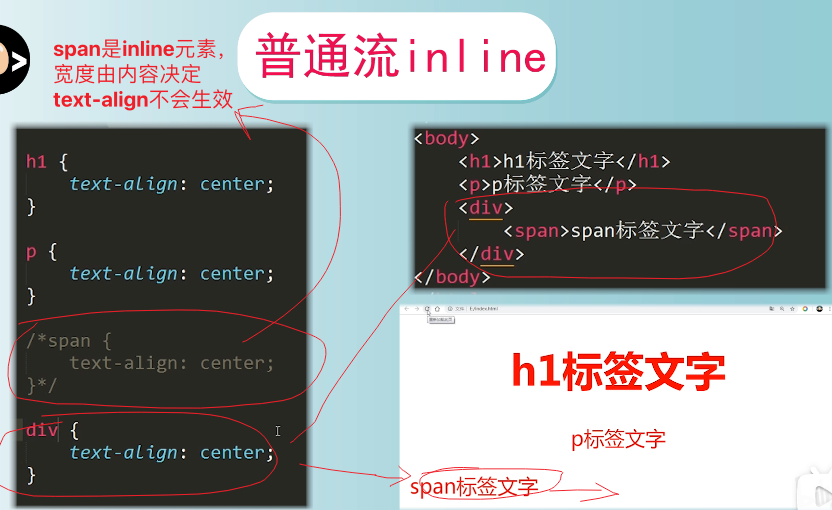 span是inline元素,
宽度由内容决定
text-align不会生效
普通流inline
h1 {
text-align: center;
}
p {
text-align: center;
}
/*span {
text-align: center;
}*/
div {
text-align: center;
}
<body>
<h1>h1标签文字</h1>
<p>p标签文字</p>
<div>
<span>span标签文字</span>
</div>
</body>
h1标签文字
p标签文字
span标签文字